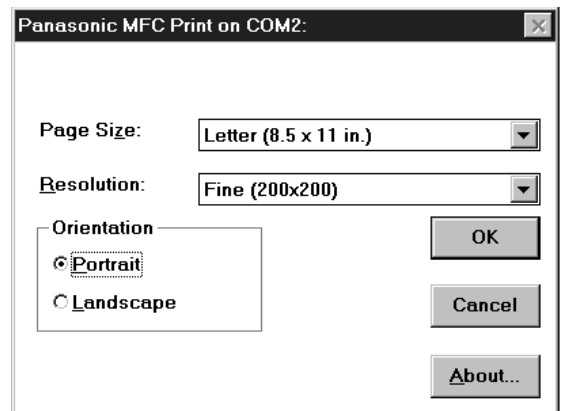 Panasonic MFC Print on COM2:
Page Size:
Letter (8.5 x 11 in.)
Resolution:
Fine (200x200)
Orientation
Portrait
Landscape
OK
Cancel
About...